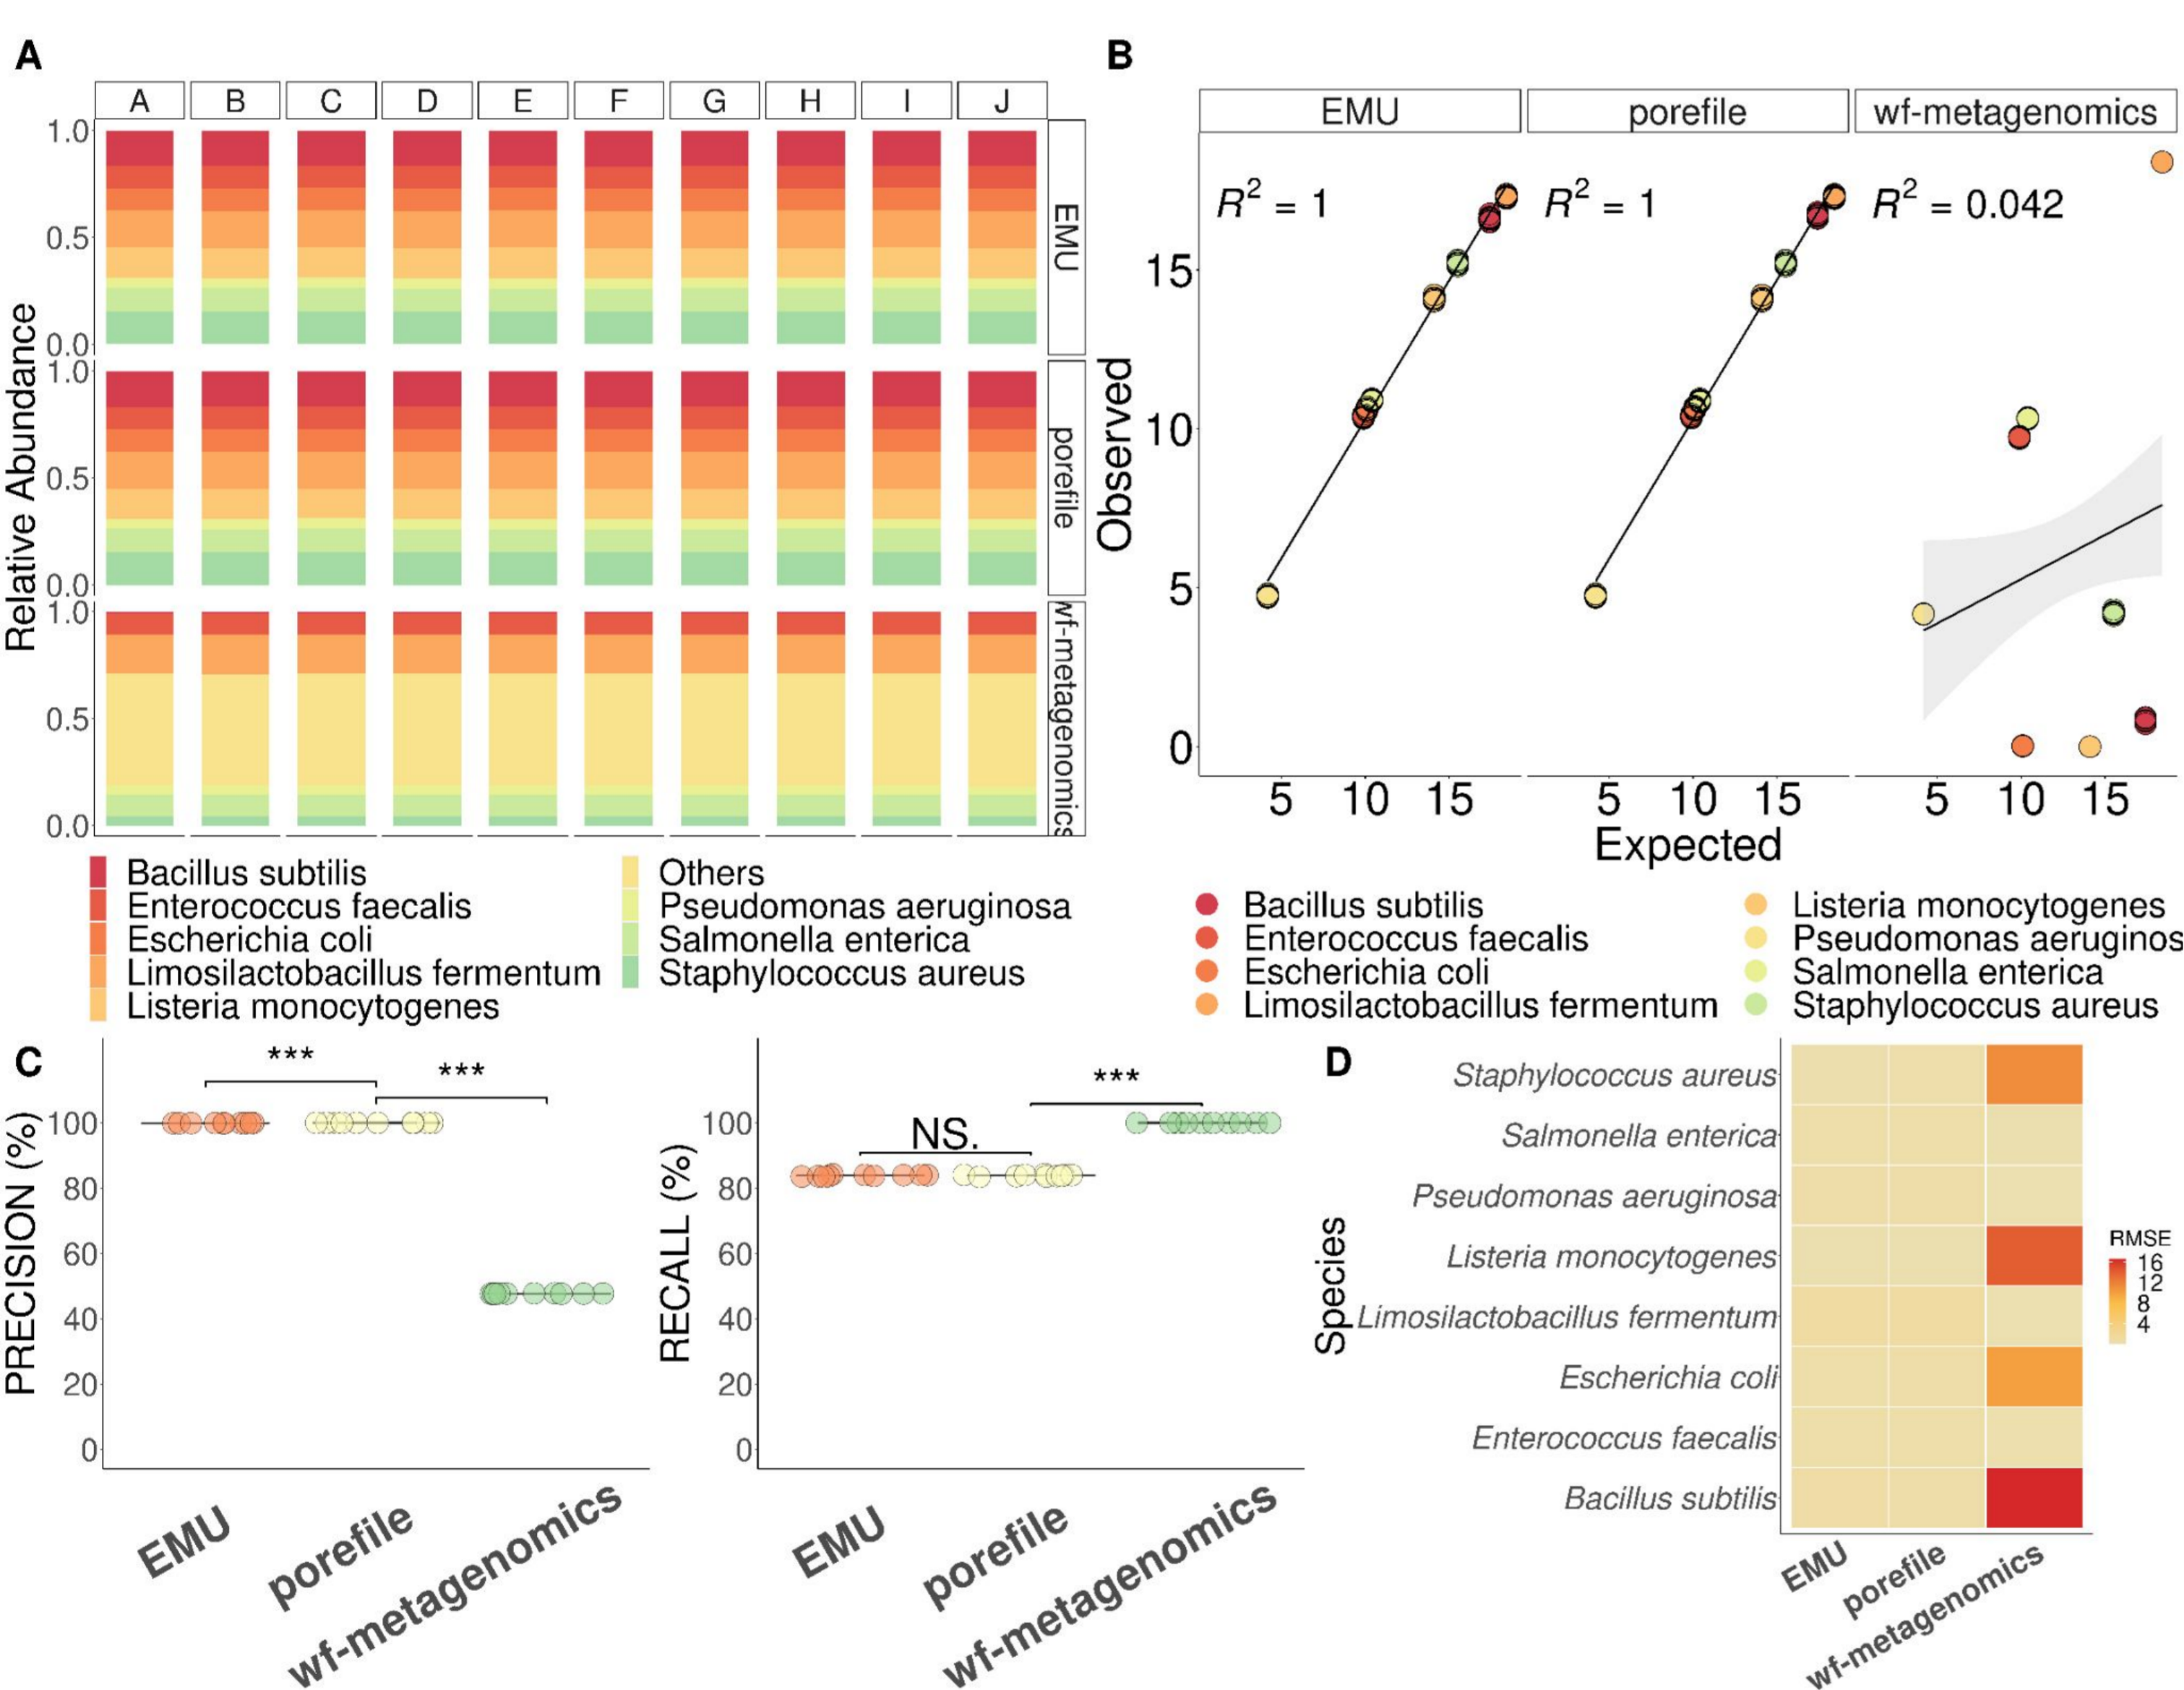 A
B
A B C D E F G H I J
EMU porefile wf-metagenomics
1.0
0.5
0.0
EMU
1.0
0.5
0.0
porefile
1.0
0.5
0.0
wf-metagenomics
Relative Abundance
R² = 1
R² = 1
R² = 0.042
15
10
5
0
Observed
5 10 15 5 10 15 5 10 15
Expected
Bacillus subtilis
Enterococcus faecalis
Escherichia coli
Limosilactobacillus fermentum
Listeria monocytogenes
Others
Pseudomonas aeruginosa
Salmonella enterica
Staphylococcus aureus
Bacillus subtilis
Enterococcus faecalis
Escherichia coli
Limosilactobacillus fermentum
Listeria monocytogenes
Pseudomonas aeruginos
Salmonella enterica
Staphylococcus aureus
C
***
***
100
80
60
40
20
0
PRECISION (%)
EMU
porefile
wf-metagenomics
NS.
***
100
80
60
40
20
0
RECALL (%)
EMU
porefile
wf-metagenomics
D
Staphylococcus aureus
Salmonella enterica
Pseudomonas aeruginosa
Listeria monocytogenes
Limosilactobacillus fermentum
Escherichia coli
Enterococcus faecalis
Bacillus subtilis
Species
EMU
porefile
wf-metagenomics
RMSE
16
12
8
4